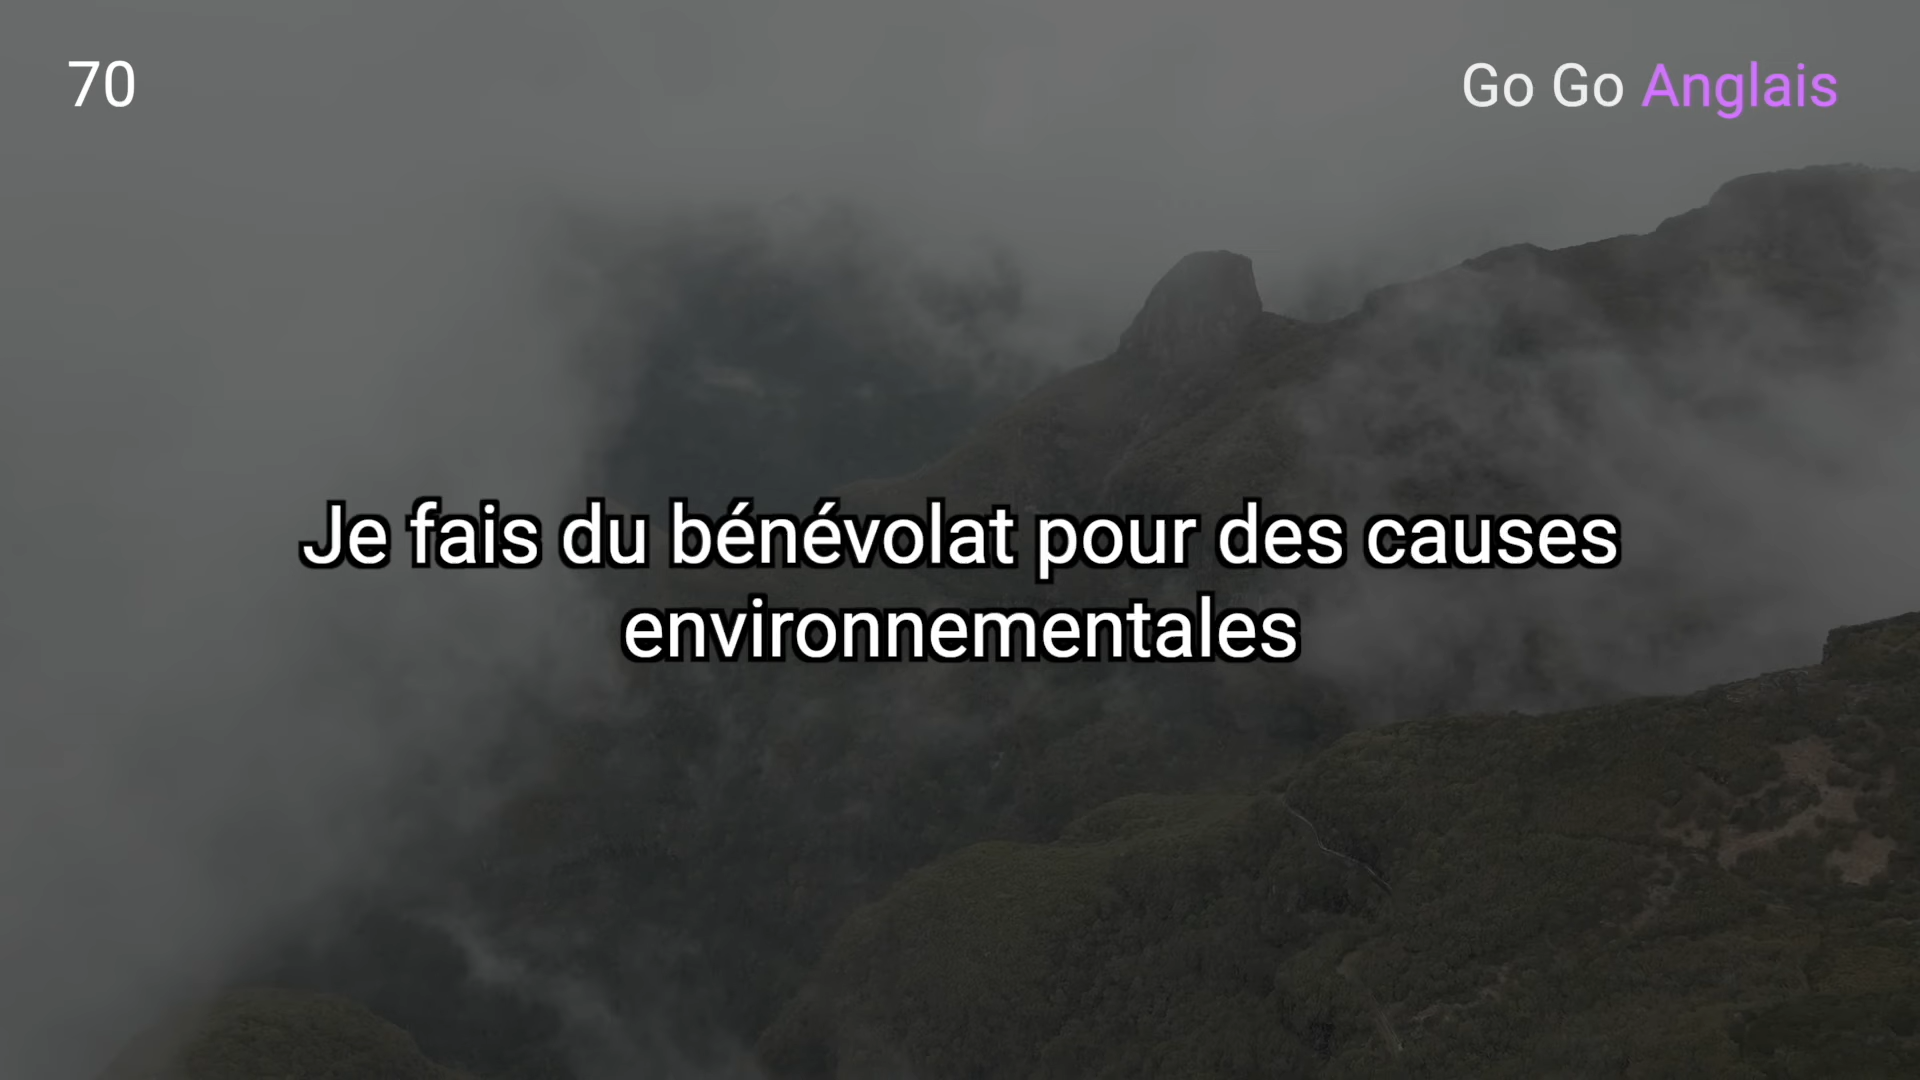 70
Go Go Anglais
Je fais du bénévolat pour des causes
environnementales